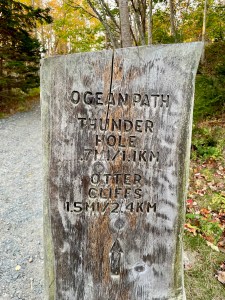 OCEAN PATH
THUNDER
HOLE
.7MI/1.1KM
OTTER
CLIFFS
1.5MI/2.4KM